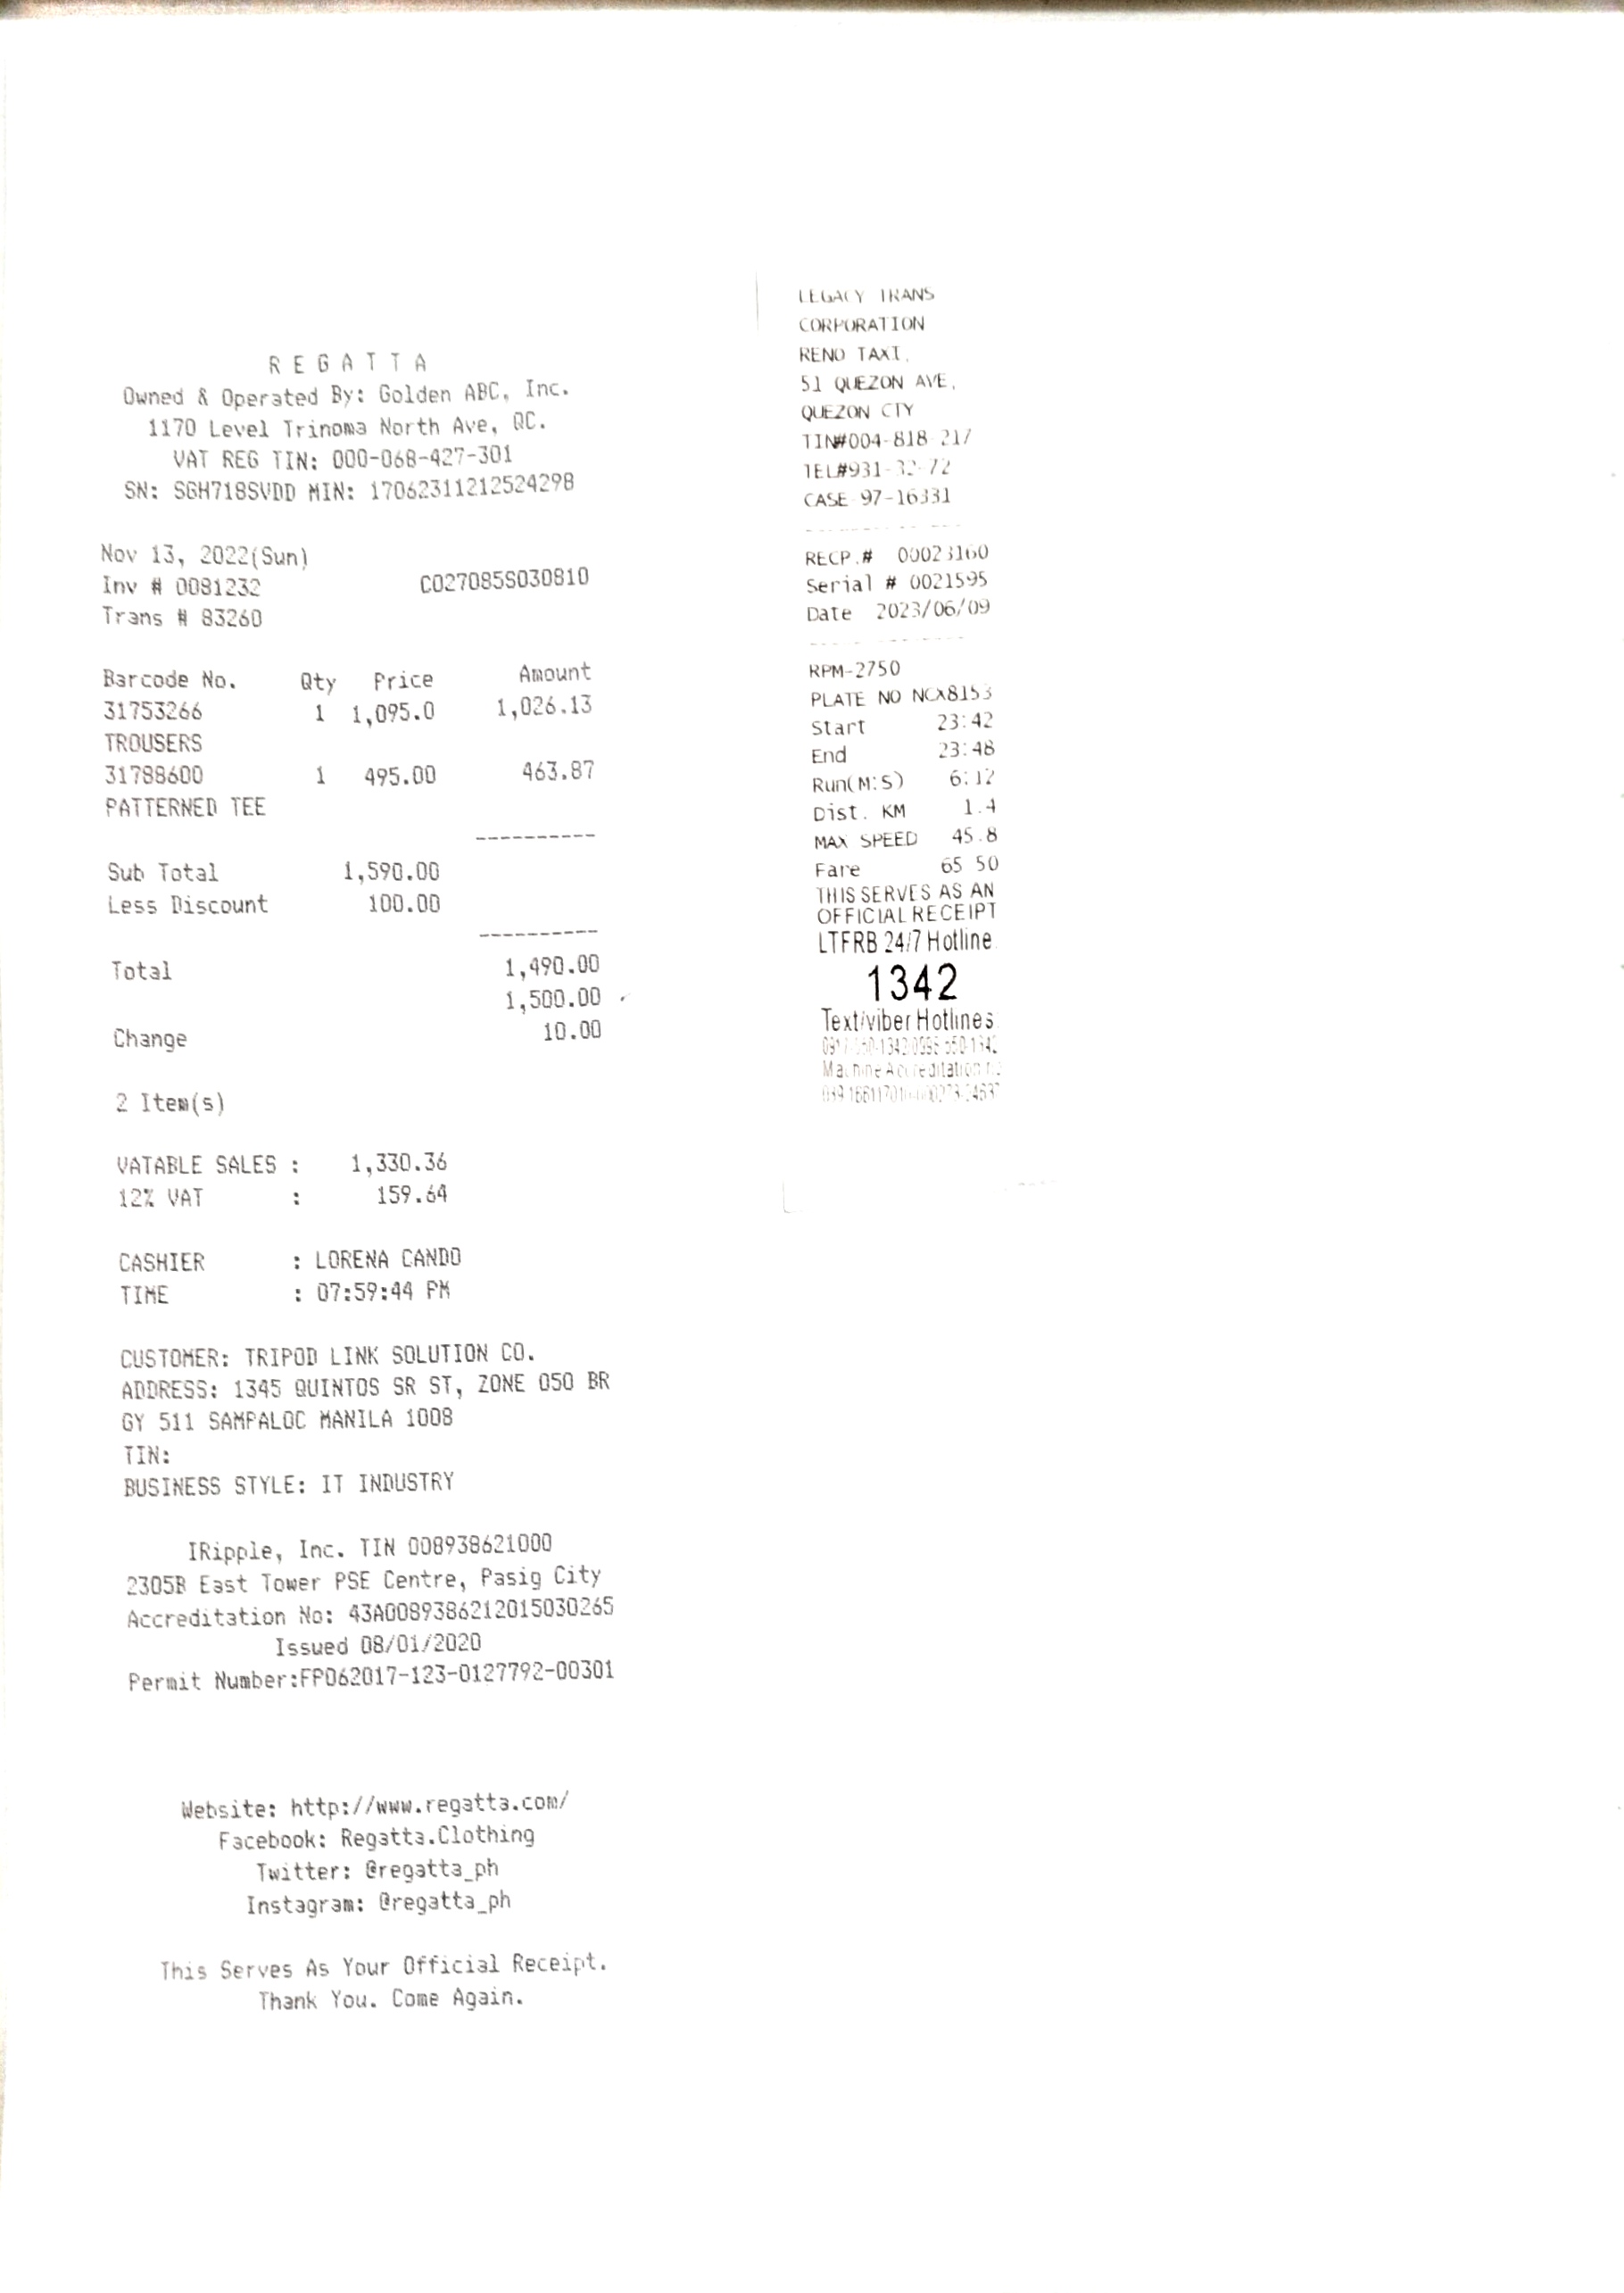 R E G A T T A
Owned & Operated By: Golden ABC, Inc.
1170 Level Trinoma North Ave, QC.
VAT REG TIN: 000-068-427-301
SN: SGH718SVDD MIN: 17062311212524298
Nov 13, 2022(Sun)
Inv # 0081232 C027085S030810
Trans # 83260
Barcode No. Qty Price Amount
31753266 1 1,095.0 1,026.13
TROUSERS
31788600 1 495.00 463.87
PATTERNED TEE
----------
Sub Total 1,590.00
Less Discount 100.00
----------
Total 1,490.00
1,500.00
Change 10.00
2 Item(s)
VATABLE SALES : 1,330.36
12% VAT : 159.64
CASHIER : LORENA CANDO
TIME : 07:59:44 PM
CUSTOMER: TRIPOD LINK SOLUTION CO.
ADDRESS: 1345 QUINTOS SR ST, ZONE 050 BR
GY 511 SAMPALOC MANILA 1008
TIN:
BUSINESS STYLE: IT INDUSTRY
IRipple, Inc. TIN 008938621000
2305B East Tower PSE Centre, Pasig City
Accreditation No: 43A0089386212015030265
Issued 08/01/2020
Permit Number:FP062017-123-0127792-00301
Website: http://www.regatta.com/
Facebook: Regatta.Clothing
Twitter: @regatta_ph
Instagram: @regatta_ph
This Serves As Your Official Receipt.
Thank You. Come Again.
LEGACY TRANS
CORPORATION
RENO TAXI.
51 QUEZON AVE,
QUEZON CTY
TIN#004-818-217
TEL#931-32-72
CASE 97-16331
RECP.# 00023160
Serial # 0021595
Date 2023/06/09
RPM-2750
PLATE NO NCX8153
Start 23:42
End 23:48
Run(M:S) 6:12
Dist. KM 1.4
MAX SPEED 45.8
Fare 65 50
THIS SERVES AS AN
OFFICIAL RECEIPT
LTFRB 24/7 Hotline
1342
Text/viber Hotlines
Machine Accreditation